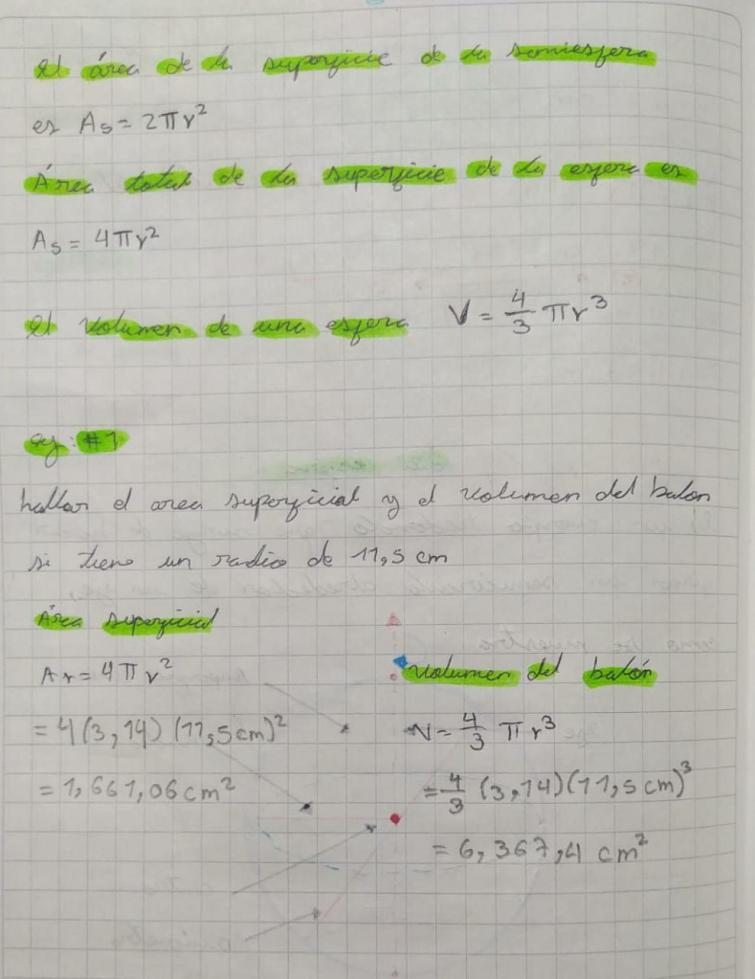 El área de la superficie de la semiesfera
es As = 2πr²
Área total de la superficie de la esfera es
As = 4πr²
El volumen de una esfera V = 4/3 πr³
ej: #1
hallar el area superficial y el volumen del balon
si tiene un radio de 11,5 cm
Área superficial
Ar = 4πr²
= 4(3,14) (11,5cm)²
= 1,661,06 cm²
Volumen del balón
V = 4/3 πr³
= 4/3 (3,14)(11,5 cm)³
= 6,367,4 cm²